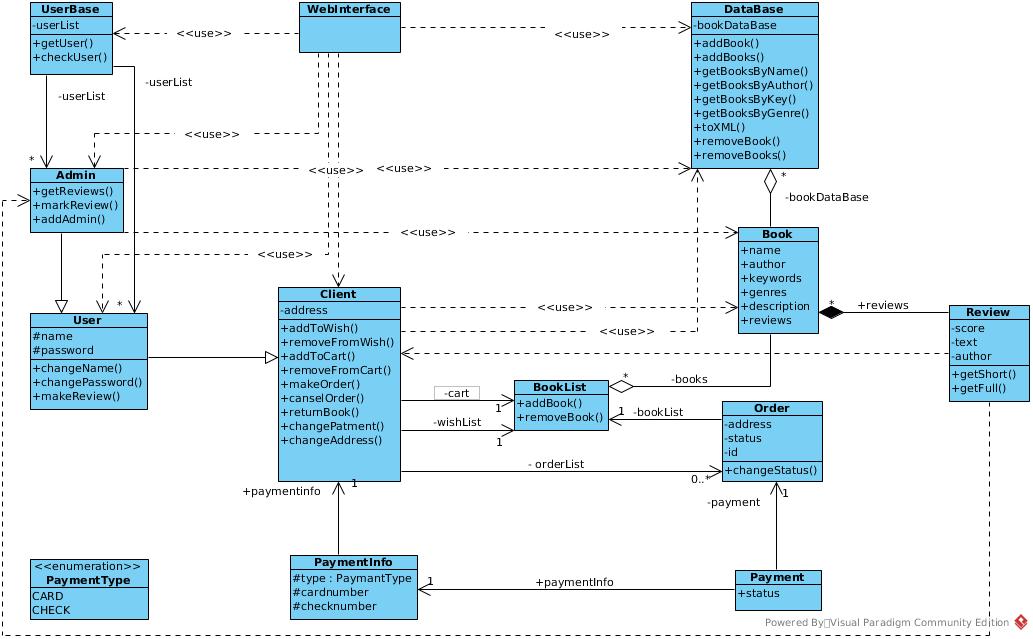 UserBase
-userList
+getUser()
+checkUser()
WebInterface
DataBase
-bookDataBase
+addBook()
+addBooks()
+getBooksByName()
+getBooksByAuthor()
+getBooksByKey()
+getBooksByGenre()
+toXML()
+removeBook()
+removeBooks()
<<use>>
<<use>>
-userList
-userList
<<use>>
*
<<use>>
<<use>>
Admin
+getReviews()
+markReview()
+addAdmin()
*
-bookDataBase
<<use>>
<<use>>
Book
+name
+author
+keywords
+genres
+description
+reviews
*
+reviews
Review
-score
-text
-author
+getShort()
+getFull()
*
User
#name
#password
+changeName()
+changePassword()
+makeReview()
Client
-address
+addToWish()
+removeFromWish()
+addToCart()
+removeFromCart()
+makeOrder()
+canselOrder()
+returnBook()
+changePatment()
+changeAddress()
<<use>>
<<use>>
-cart
1
-wishList
1
BookList
+addBook()
+removeBook()
*
-books
1
-bookList
Order
-address
-status
-id
+changeStatus()
- orderList
0..*
+paymentinfo
1
-payment
1
<<enumeration>>
PaymentType
CARD
CHECK
PaymentInfo
#type : PaymantType
#cardnumber
#checknumber
1
+paymentInfo
Payment
+status
Powered By Visual Paradigm Community Edition